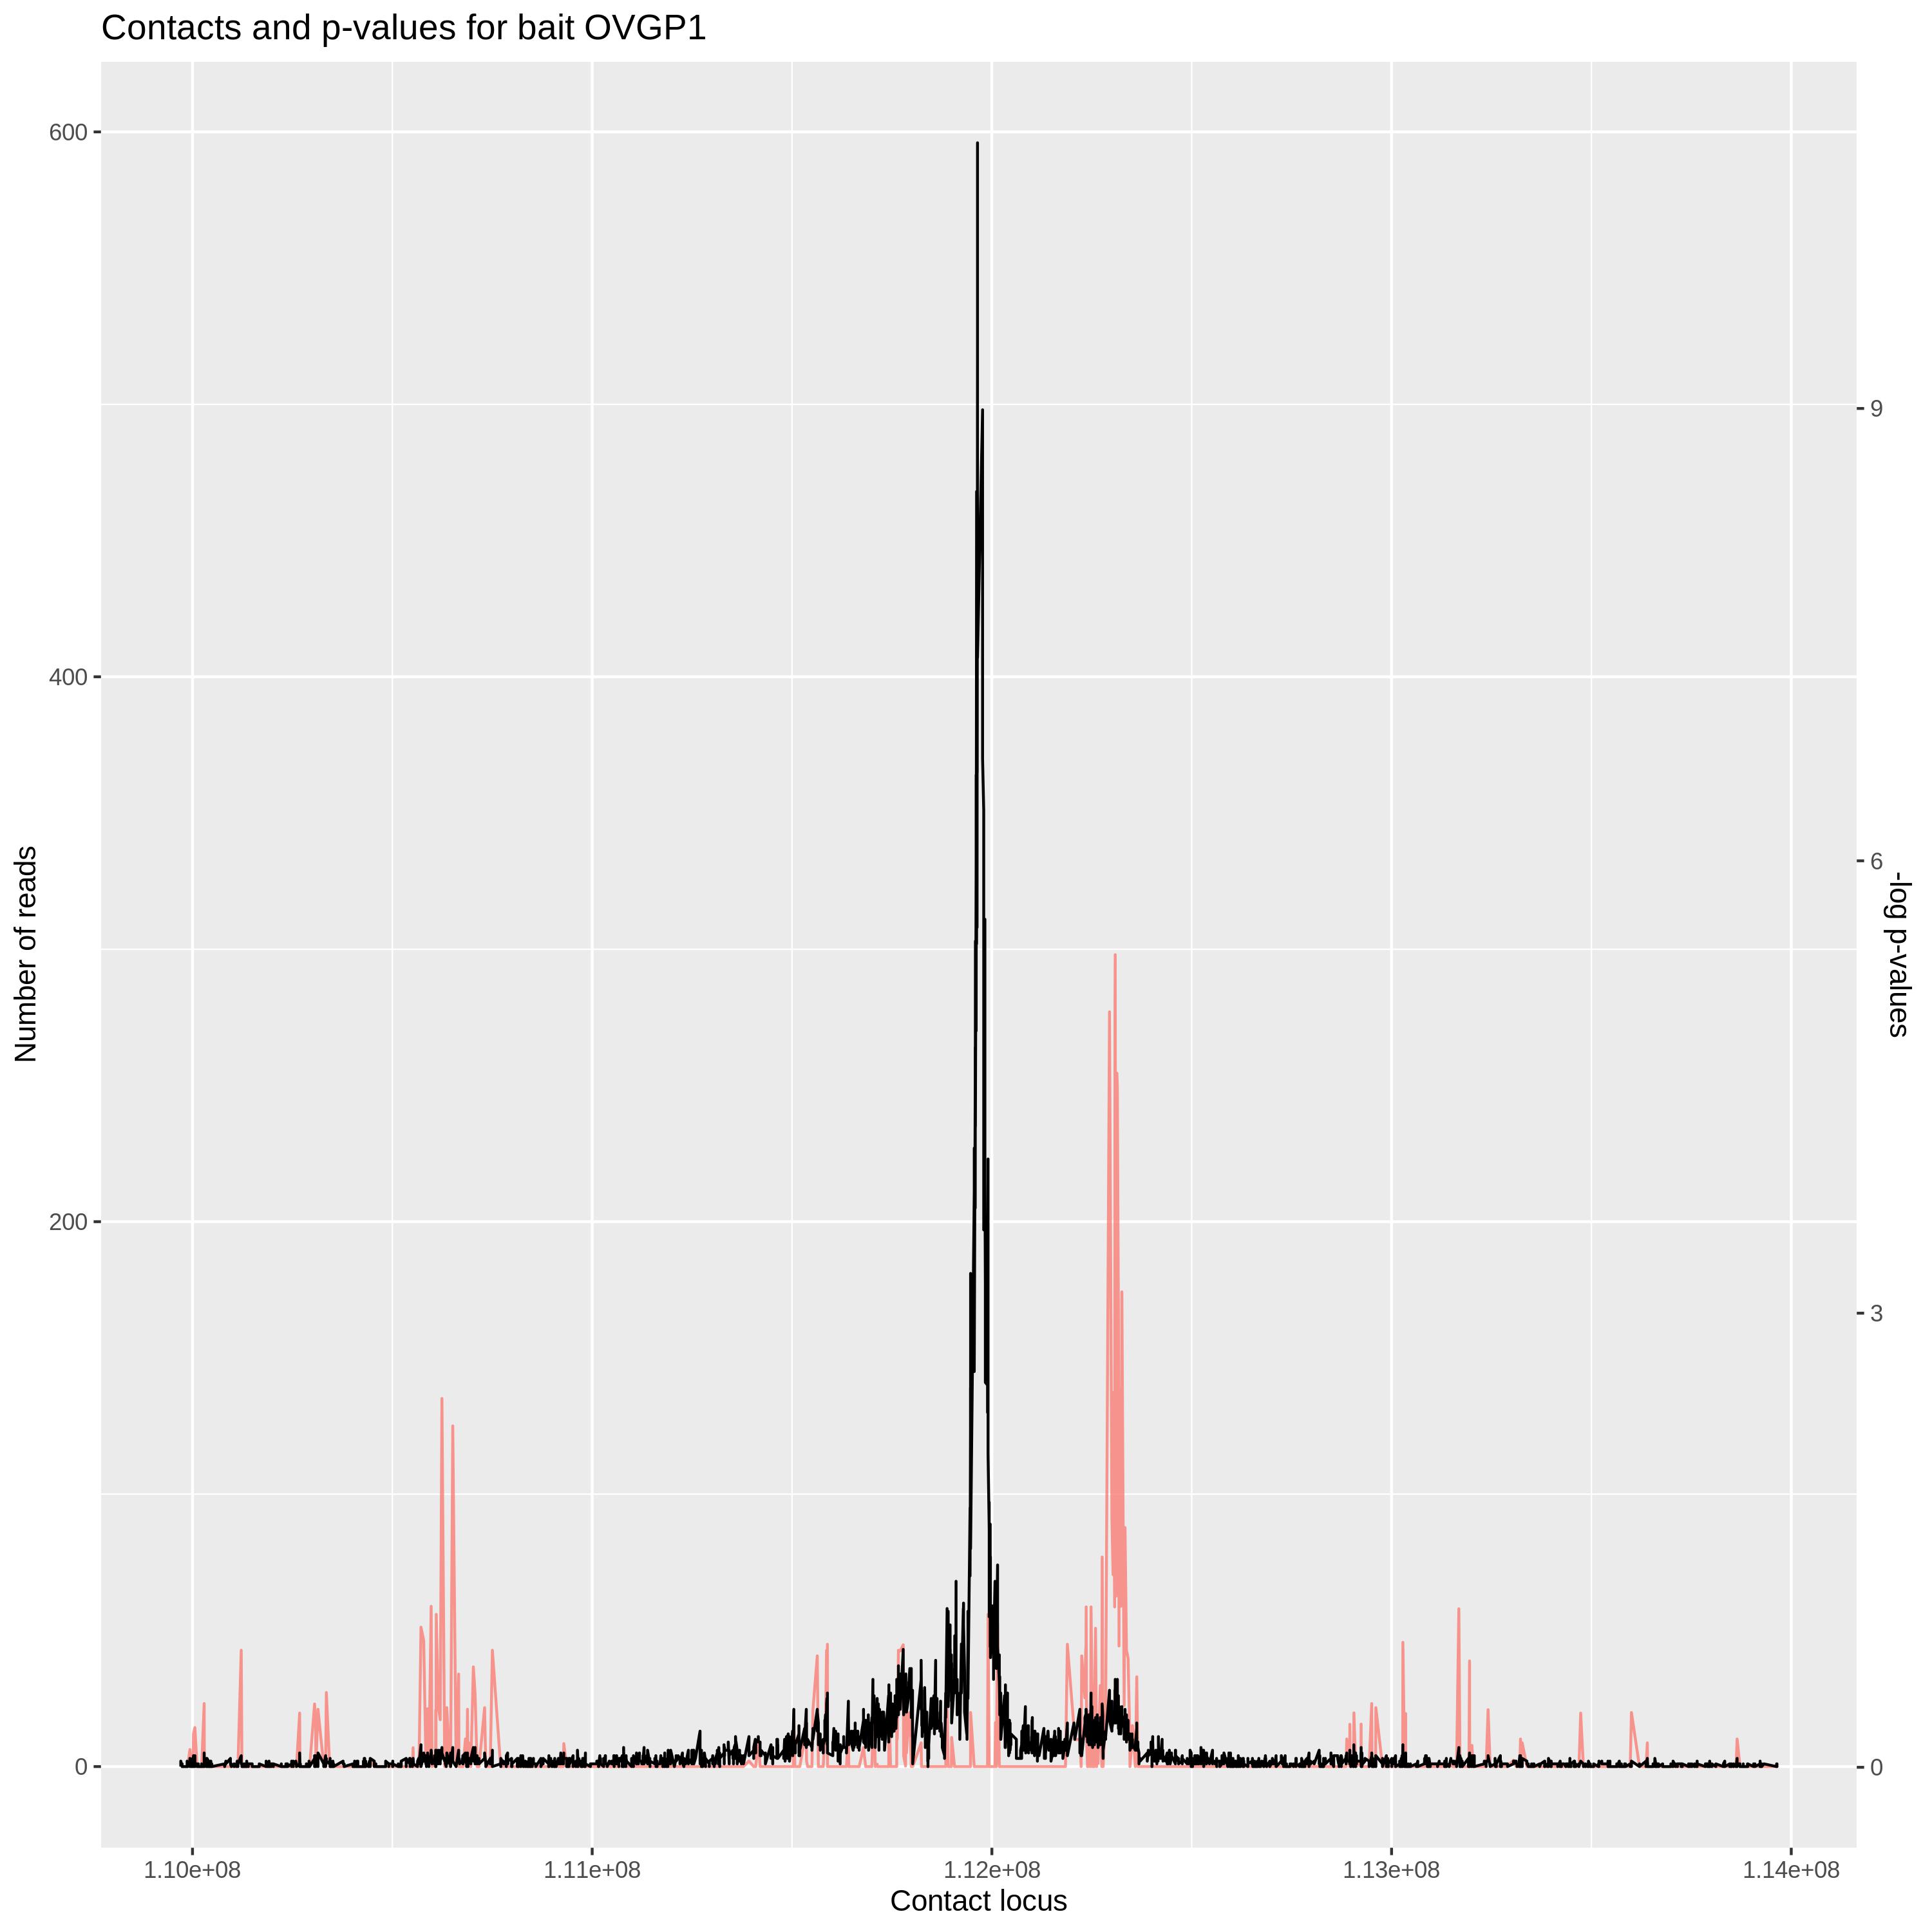 Contacts and p-values for bait OVGP1
600
400
200
0
Number of reads
9
6
3
0
-log p-values
1.10e+08
1.11e+08
1.12e+08
1.13e+08
1.14e+08
Contact locus